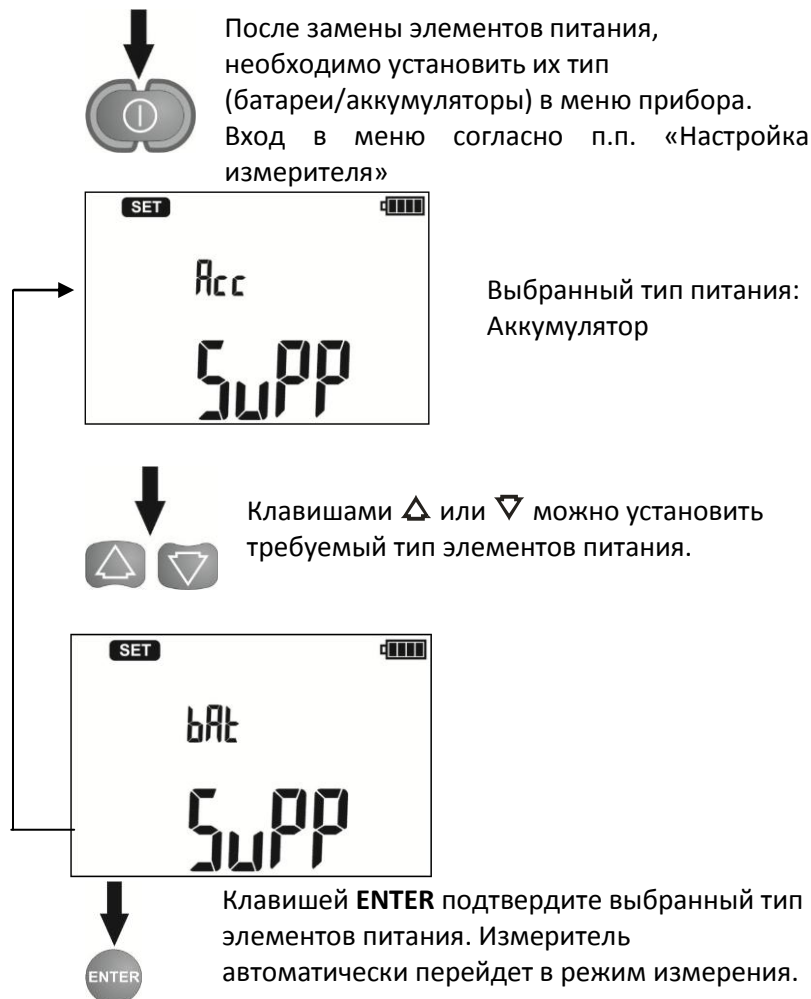 После замены элементов питания,
необходимо установить их тип
(батареи/аккумуляторы) в меню прибора.
Вход в меню согласно п.п. «Настройка
измерителя»
SET
Acc
SuPP
Выбранный тип питания:
Аккумулятор
Клавишами △ или ▽ можно установить
требуемый тип элементов питания.
SET
bAt
SuPP
Клавишей ENTER подтвердите выбранный тип
элементов питания. Измеритель
автоматически перейдет в режим измерения.
ENTER